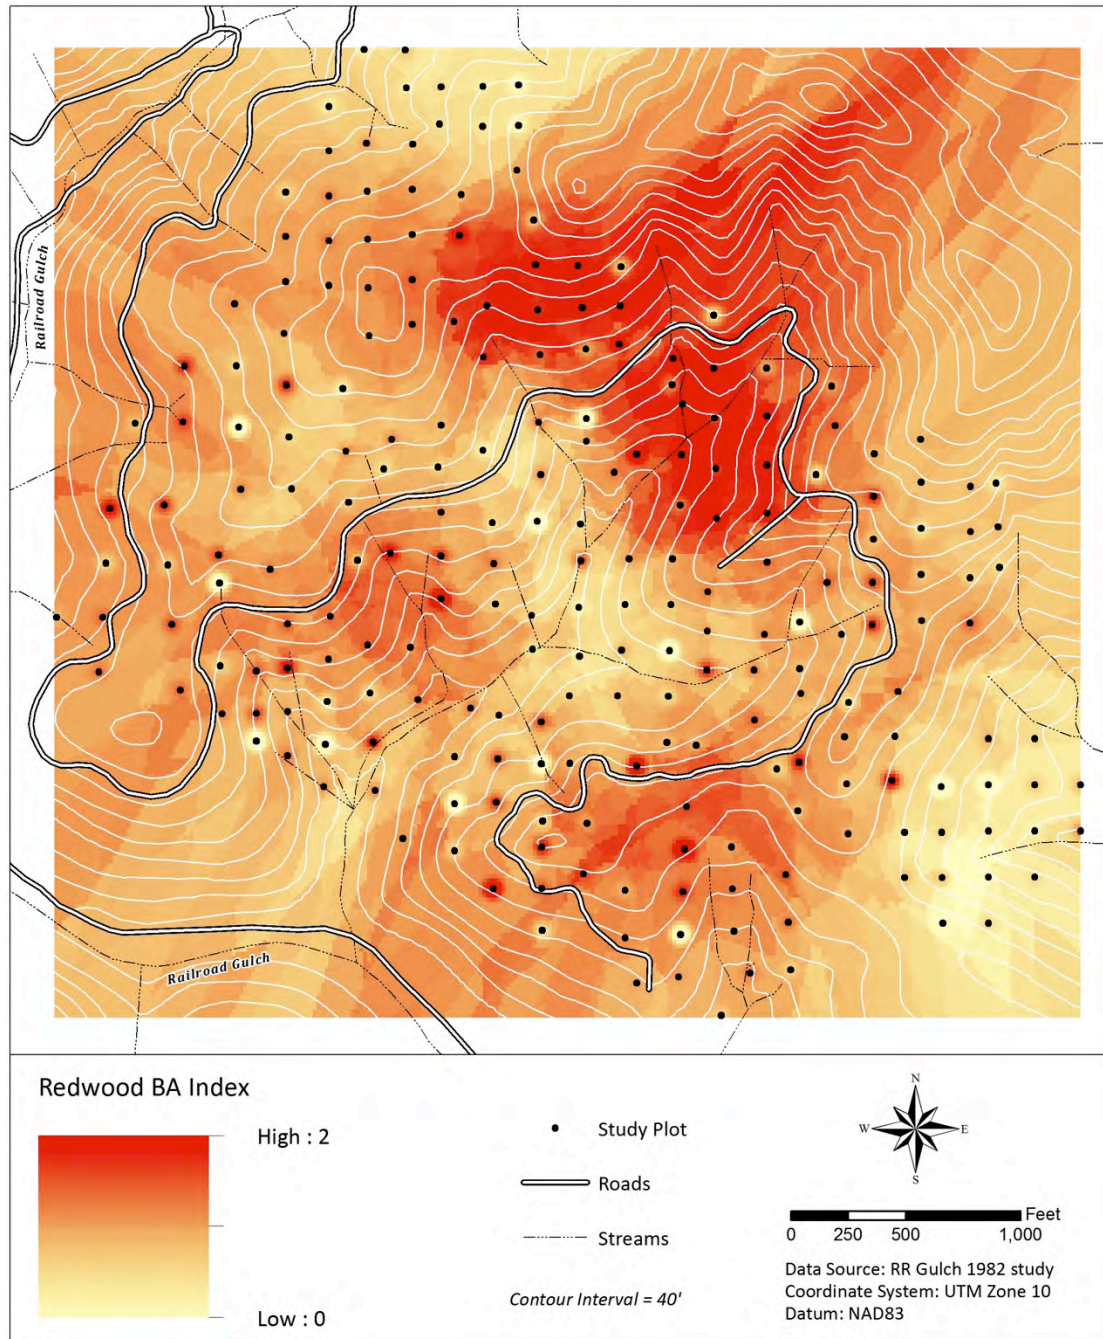 Railroad Gulch
Railroad Gulch
Redwood BA Index
High : 2
Low : 0
Study Plot
Roads
Streams
Contour Interval = 40'
N
W E
S
Feet
0 250 500 1,000
Data Source: RR Gulch 1982 study
Coordinate System: UTM Zone 10
Datum: NAD83